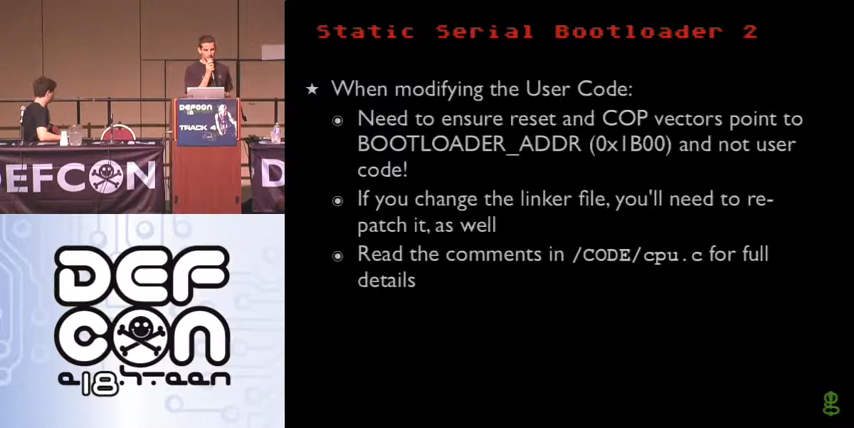 Static Serial Bootloader 2
★ When modifying the User Code:
◉ Need to ensure reset and COP vectors point to
BOOTLOADER_ADDR (0x1B00) and not user
code!
◉ If you change the linker file, you'll need to re-
patch it, as well
◉ Read the comments in /CODE/cpu.c for full
details
DEFCON
TRACK 4
DEFCON
D
DEF
CON
e18h-teen